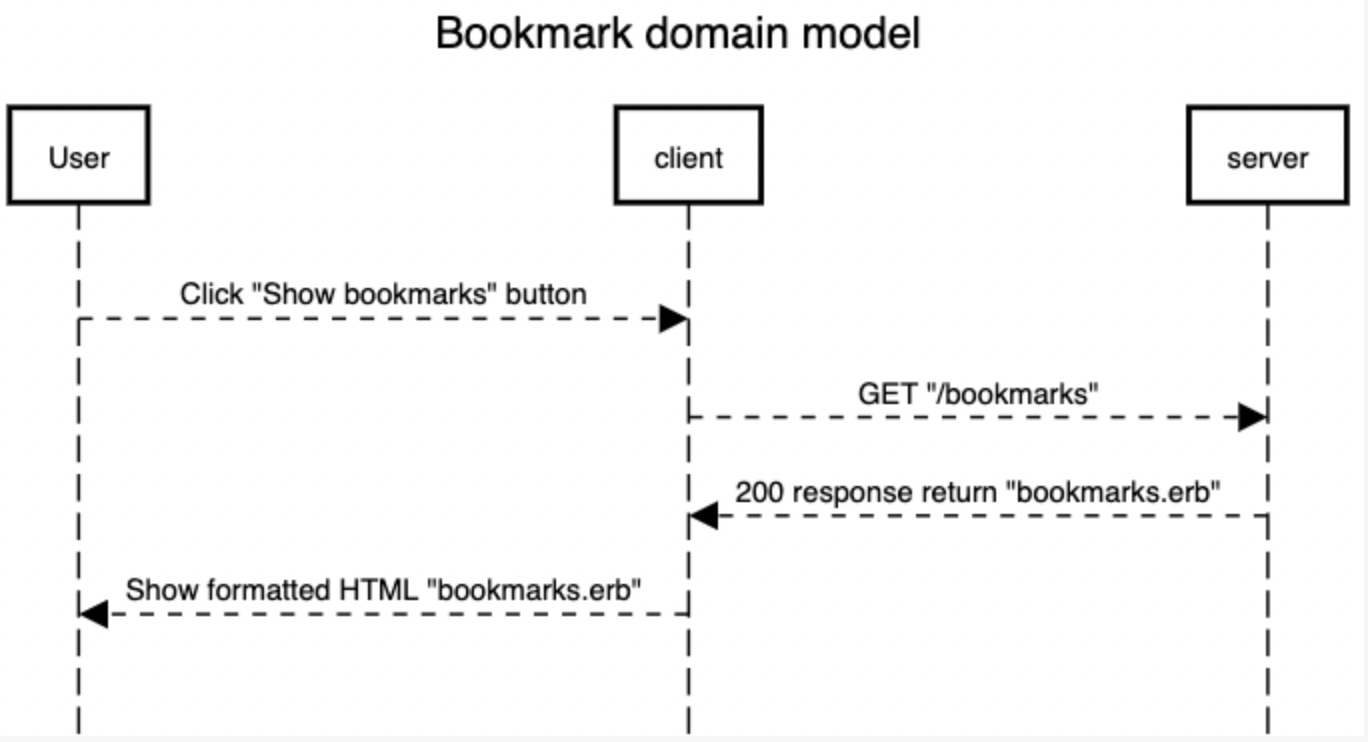 Bookmark domain model
User
client
server
Click "Show bookmarks" button
GET "/bookmarks"
200 response return "bookmarks.erb"
Show formatted HTML "bookmarks.erb"